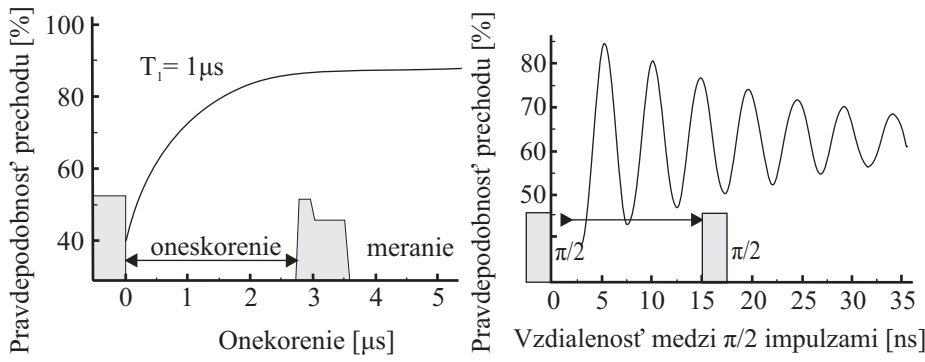 Pravdepodobnosť prechodu [%]
100
80
60
40
T₁= 1μs
oneskorenie
meranie
0 1 2 3 4 5
Onekorenie [μs]
Pravdepodobnosť prechodu [%]
80
70
60
50
π/2
π/2
0 5 10 15 20 25 30 35
Vzdialenosť medzi π/2 impulzami [ns]